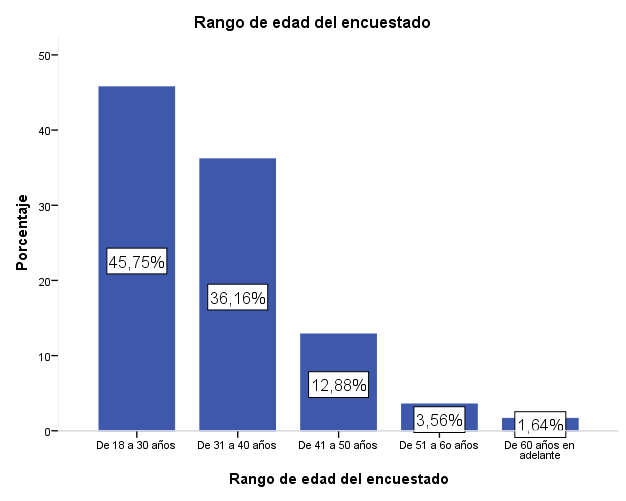 Rango de edad del encuestado
Porcentaje
50
40
30
20
10
0
45,75%
36,16%
12,88%
3,56%
1,64%
De 18 a 30 años
De 31 a 40 años
De 41 a 50 años
De 51 a 6o años
De 60 años en
adelante
Rango de edad del encuestado